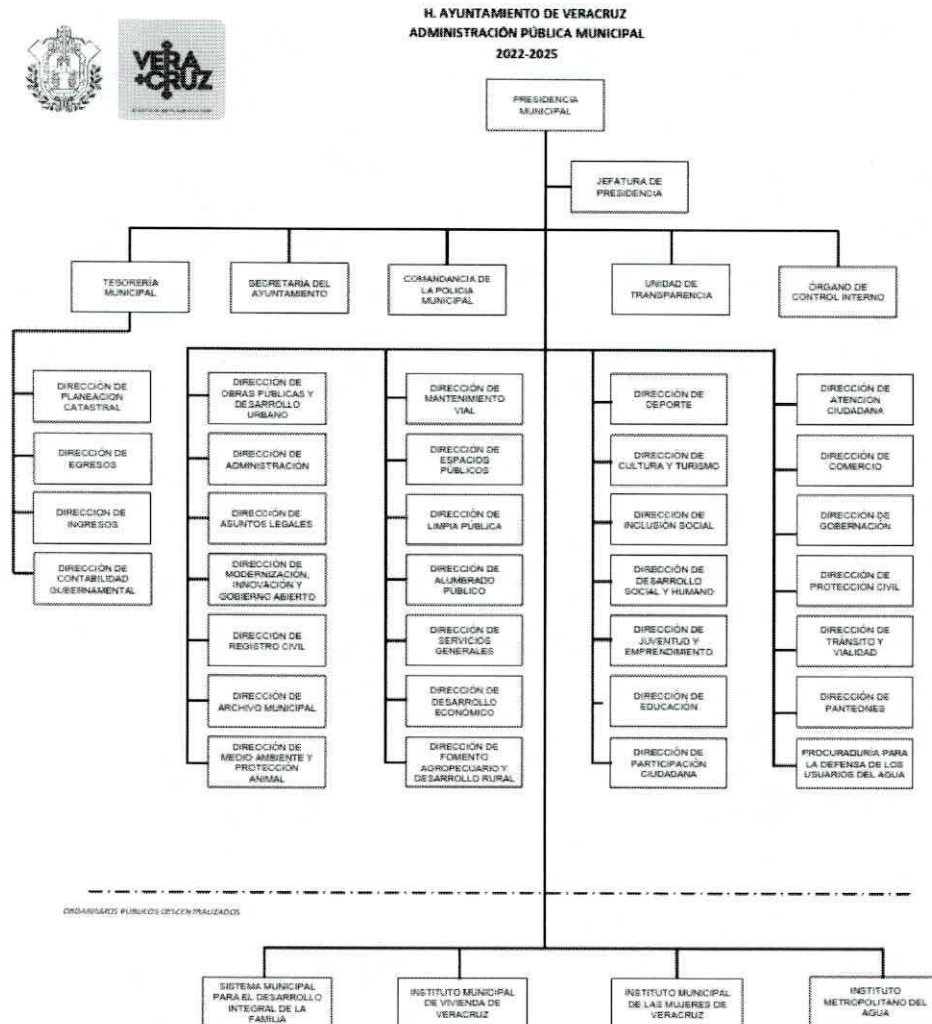 H. AYUNTAMIENTO DE VERACRUZ
ADMINISTRACIÓN PÚBLICA MUNICIPAL
2022-2025
VERA
+CRUZ
PRESIDENCIA
MUNICIPAL
JEFATURA DE
PRESIDENCIA
TESORERÍA
MUNICIPAL
SECRETARÍA DEL
AYUNTAMIENTO
COMANDANCIA DE
LA POLICIA
MUNICIPAL
UNIDAD DE
TRANSPARENCIA
ÓRGANO DE
CONTROL INTERNO
DIRECCIÓN DE
PLANEACION
CATASTRAL
DIRECCIÓN DE
EGRESOS
DIRECCION DE
INGRESOS
DIRECCIÓN DE
CONTABILIDAD
GUBERNAMENTAL
DIRECCIÓN DE
OBRAS PUBLICAS Y
DESARROLLO
URBANO
DIRECCIÓN DE
ADMINISTRACIÓN
DIRECCIÓN DE
ASUNTOS LEGALES
DIRECCIÓN DE
MODERNIZACIÓN,
INNOVACIÓN Y
GOBIERNO ABIERTO
DIRECCIÓN DE
REGISTRO CIVIL
DIRECCIÓN DE
ARCHIVO MUNICIPAL
DIRECCIÓN DE
MEDIO AMBIENTE Y
PROTECCIÓN
ANIMAL
DIRECCIÓN DE
MANTENIMIENTO
VIAL
DIRECCIÓN DE
ESPACIOS
PÚBLICOS
DIRECCIÓN DE
LIMPIA PÚBLICA
DIRECCIÓN DE
ALUMBRADO
PUBLICO
DIRECCIÓN DE
SERVICIOS
GENERALES
DIRECCIÓN DE
DESARROLLO
ECONÓMICO
DIRECCIÓN DE
FOMENTO
AGROPECUARIO Y
DESARROLLO RURAL
DIRECCIÓN DE
DEPORTE
DIRECCIÓN DE
CULTURA Y TURISMO
DIRECCIÓN DE
INCLUSIÓN SOCIAL
DIRECCIÓN DE
DESARROLLO
SOCIAL Y HUMANO
DIRECCIÓN DE
JUVENTUD Y
EMPRENDIMIENTO
DIRECCIÓN DE
EDUCACIÓN
DIRECCIÓN DE
PARTICIPACIÓN
CIUDADANA
DIRECCIÓN DE
ATENCION
CIUDADANA
DIRECCIÓN DE
COMERCIO
DIRECCIÓN DE
GOBERNACIÓN
DIRECCIÓN DE
PROTECCION CIVIL
DIRECCIÓN DE
TRÁNSITO Y
VIALIDAD
DIRECCIÓN DE
PANTEONES
PROCURADURÍA PARA
LA DEFENSA DE LOS
USUARIOS DEL AGUA
ORGANISMOS PUBLICOS DESCENTRALIZADOS
SISTEMA MUNICIPAL
PARA EL DESARROLLO
INTEGRAL DE LA
FAMILIA
INSTITUTO MUNICIPAL
DE VIVIENDA DE
VERACRUZ
INSTITUTO MUNICIPAL
DE LAS MUJERES DE
VERACRUZ
INSTITUTO
METROPOLITANO DEL
AGUA